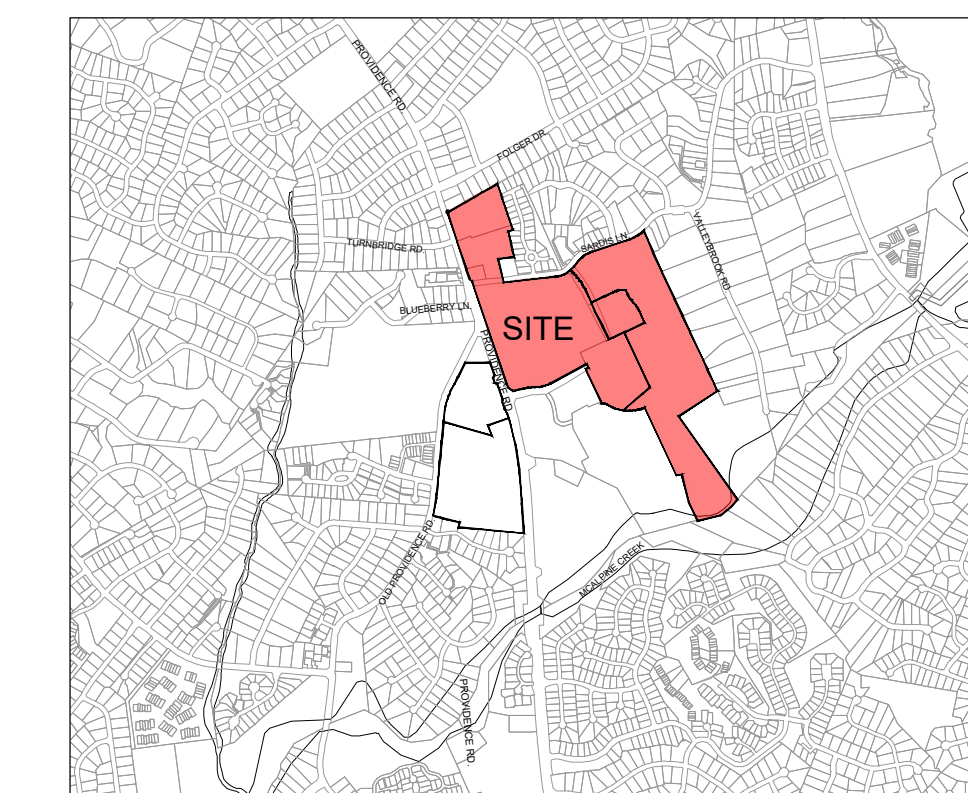 PROVIDENCE RD.
FOLGER DR.
TURNBRIDGE RD.
SARDIS LN.
VALLEYBROOK RD
BLUEBERRY LN.
SITE
PROVIDENCE RD
OLD PROVIDENCE RD.
MCALPINE CREEK
PROVIDENCE RD.